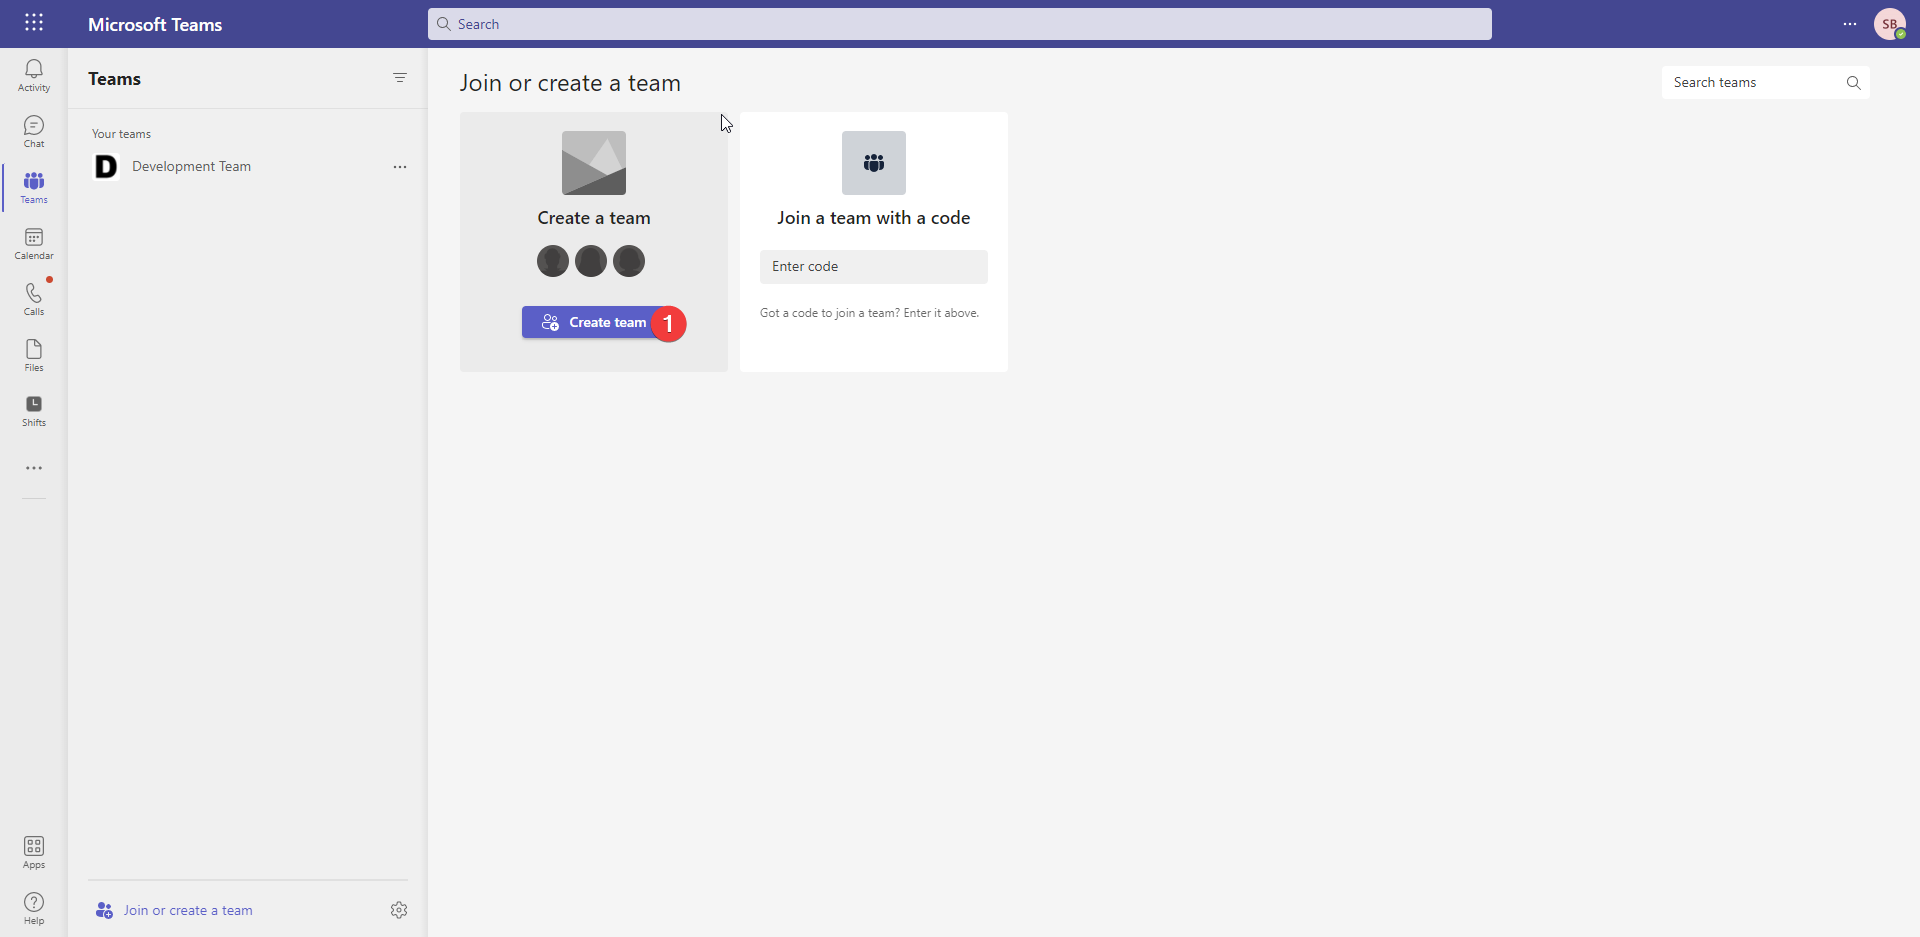 Microsoft Teams
Search
SB
Activity
Chat
Teams
Calendar
Calls
Files
Shifts
Apps
Help
Teams
Your teams
D
Development Team
Join or create a team
Join or create a team
Search teams
Create a team
Create team
1
Join a team with a code
Enter code
Got a code to join a team? Enter it above.